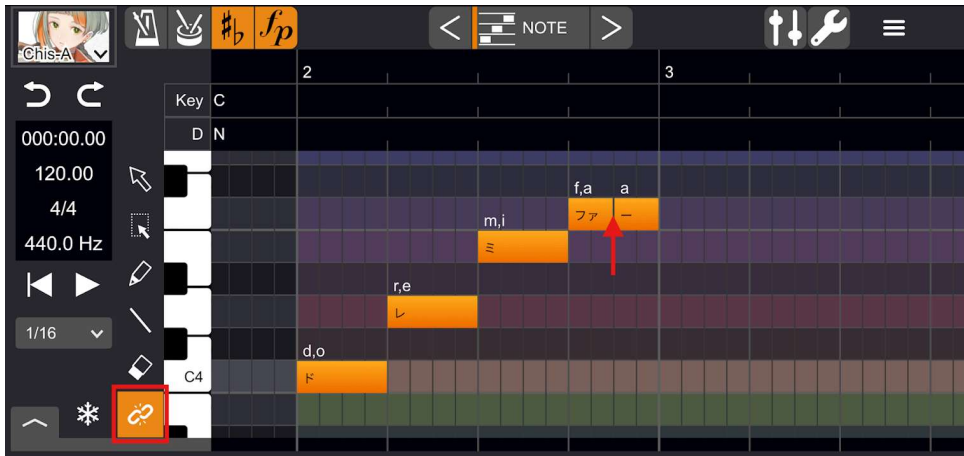 Chis-A
NOTE
2
3
Key C
D N
000:00.00
120.00
4/4
440.0 Hz
1/16
C4
f,a
a
ファ
ー
m,i
ミ
r,e
レ
d,o
ド